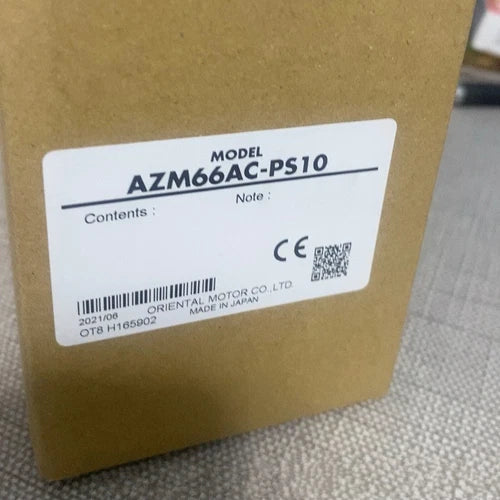 MODEL
AZM66AC-PS10
Contents :
Note :
CE
ORIENTAL MOTOR CO.,LTD.
2021/06
MADE IN JAPAN
OT8 H165902